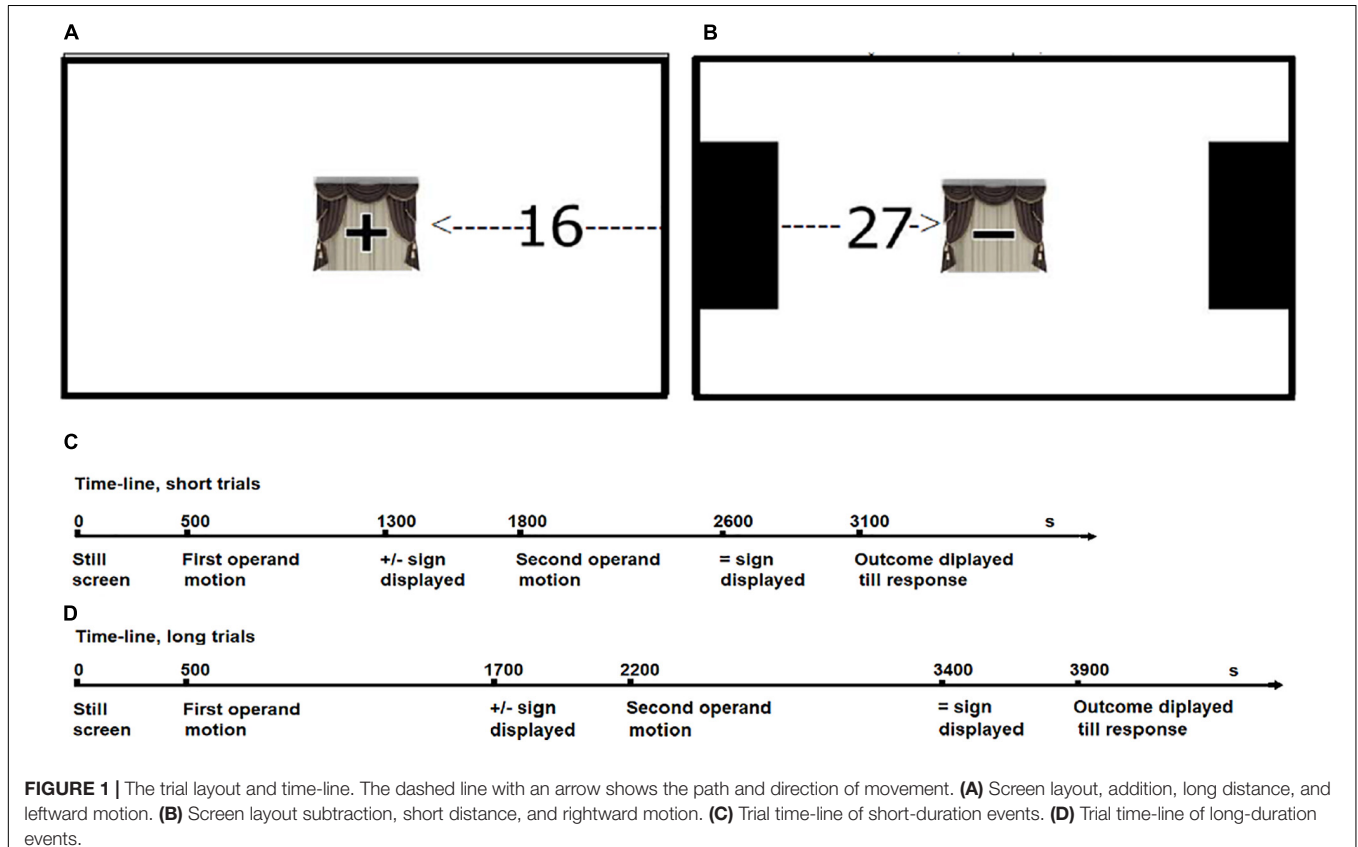 A
B
+
<------16------
-----27-->
−
C
Time-line, short trials
0 500 1300 1800 2600 3100 s
Still First operand +/- sign Second operand = sign Outcome diplayed
screen motion displayed motion displayed till response
D
Time-line, long trials
0 500 1700 2200 3400 3900 s
Still First operand +/- sign Second operand = sign Outcome diplayed
screen motion displayed motion displayed till response
FIGURE 1 | The trial layout and time-line. The dashed line with an arrow shows the path and direction of movement. (A) Screen layout, addition, long distance, and
leftward motion. (B) Screen layout subtraction, short distance, and rightward motion. (C) Trial time-line of short-duration events. (D) Trial time-line of long-duration
events.